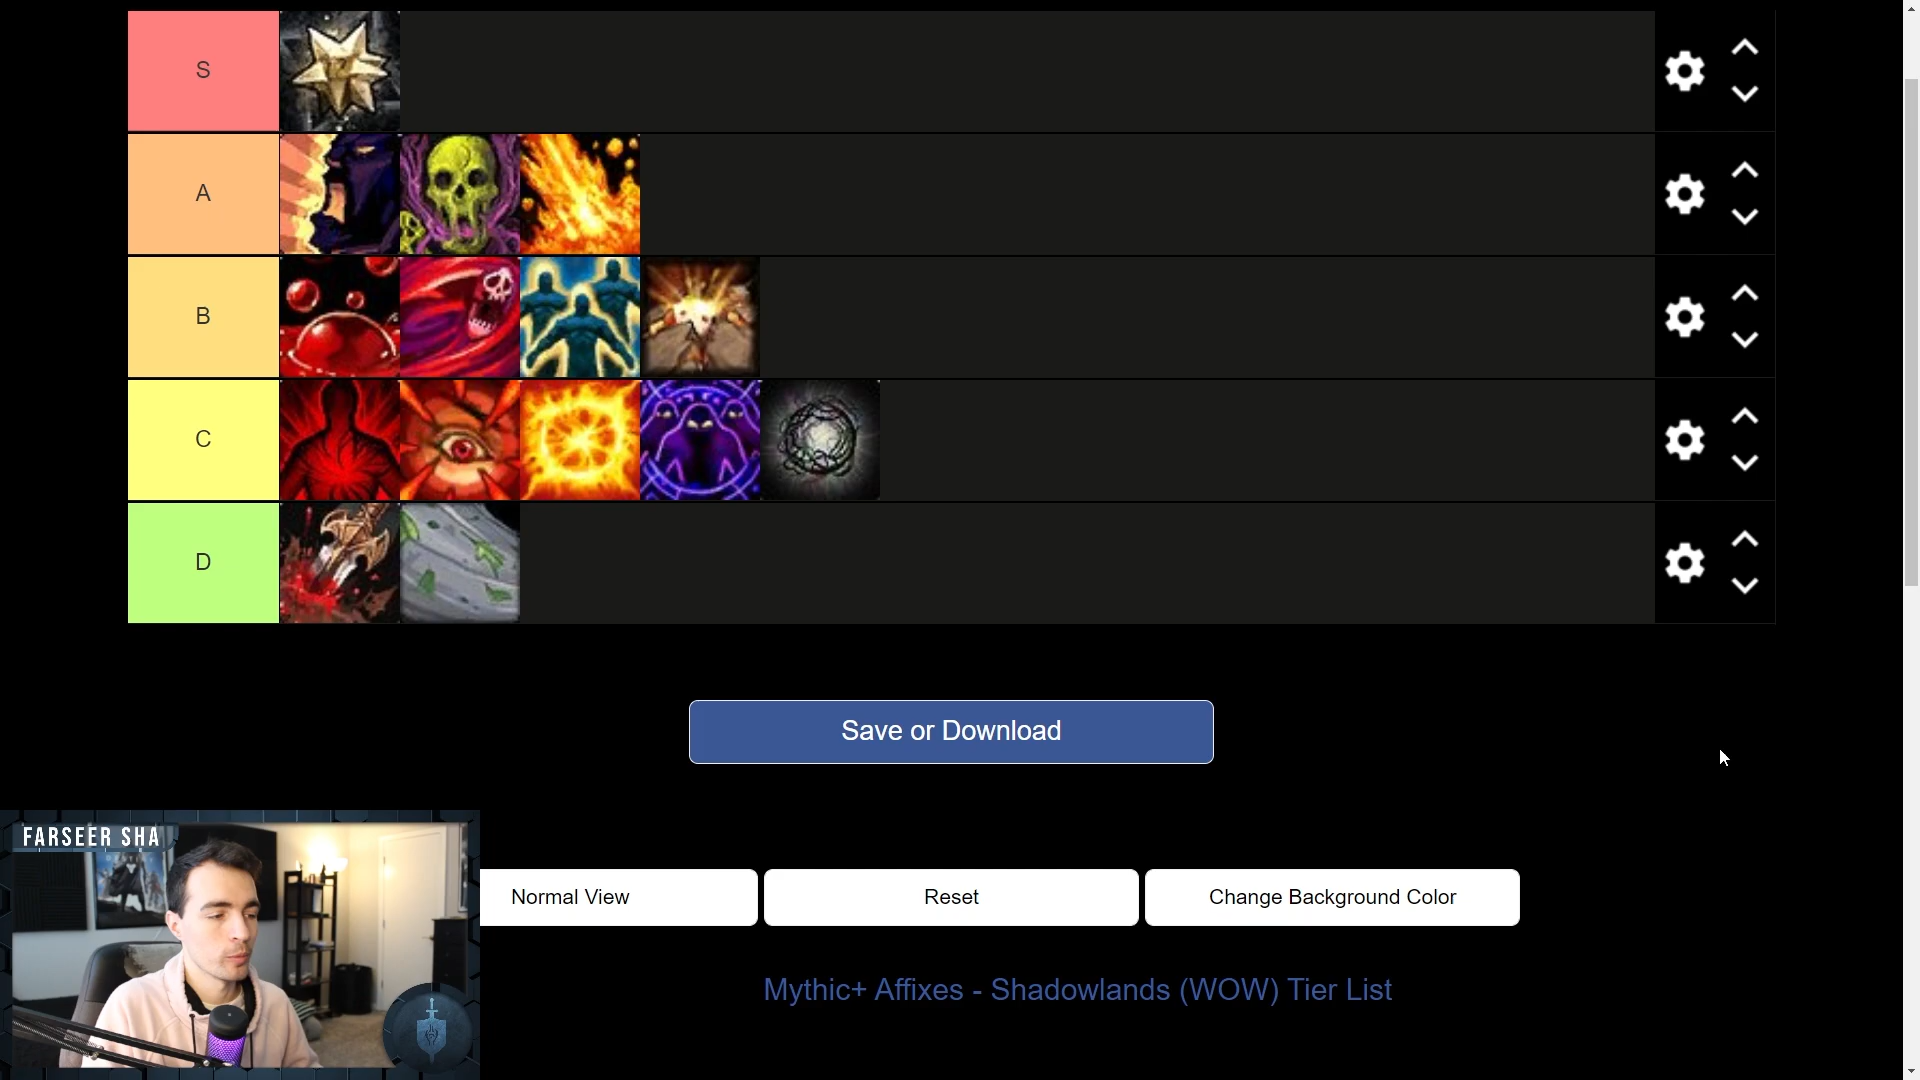 S
A
B
C
D
Save or Download
FARSEER SHA
Normal View
Reset
Change Background Color
Mythic+ Affixes - Shadowlands (WOW) Tier List